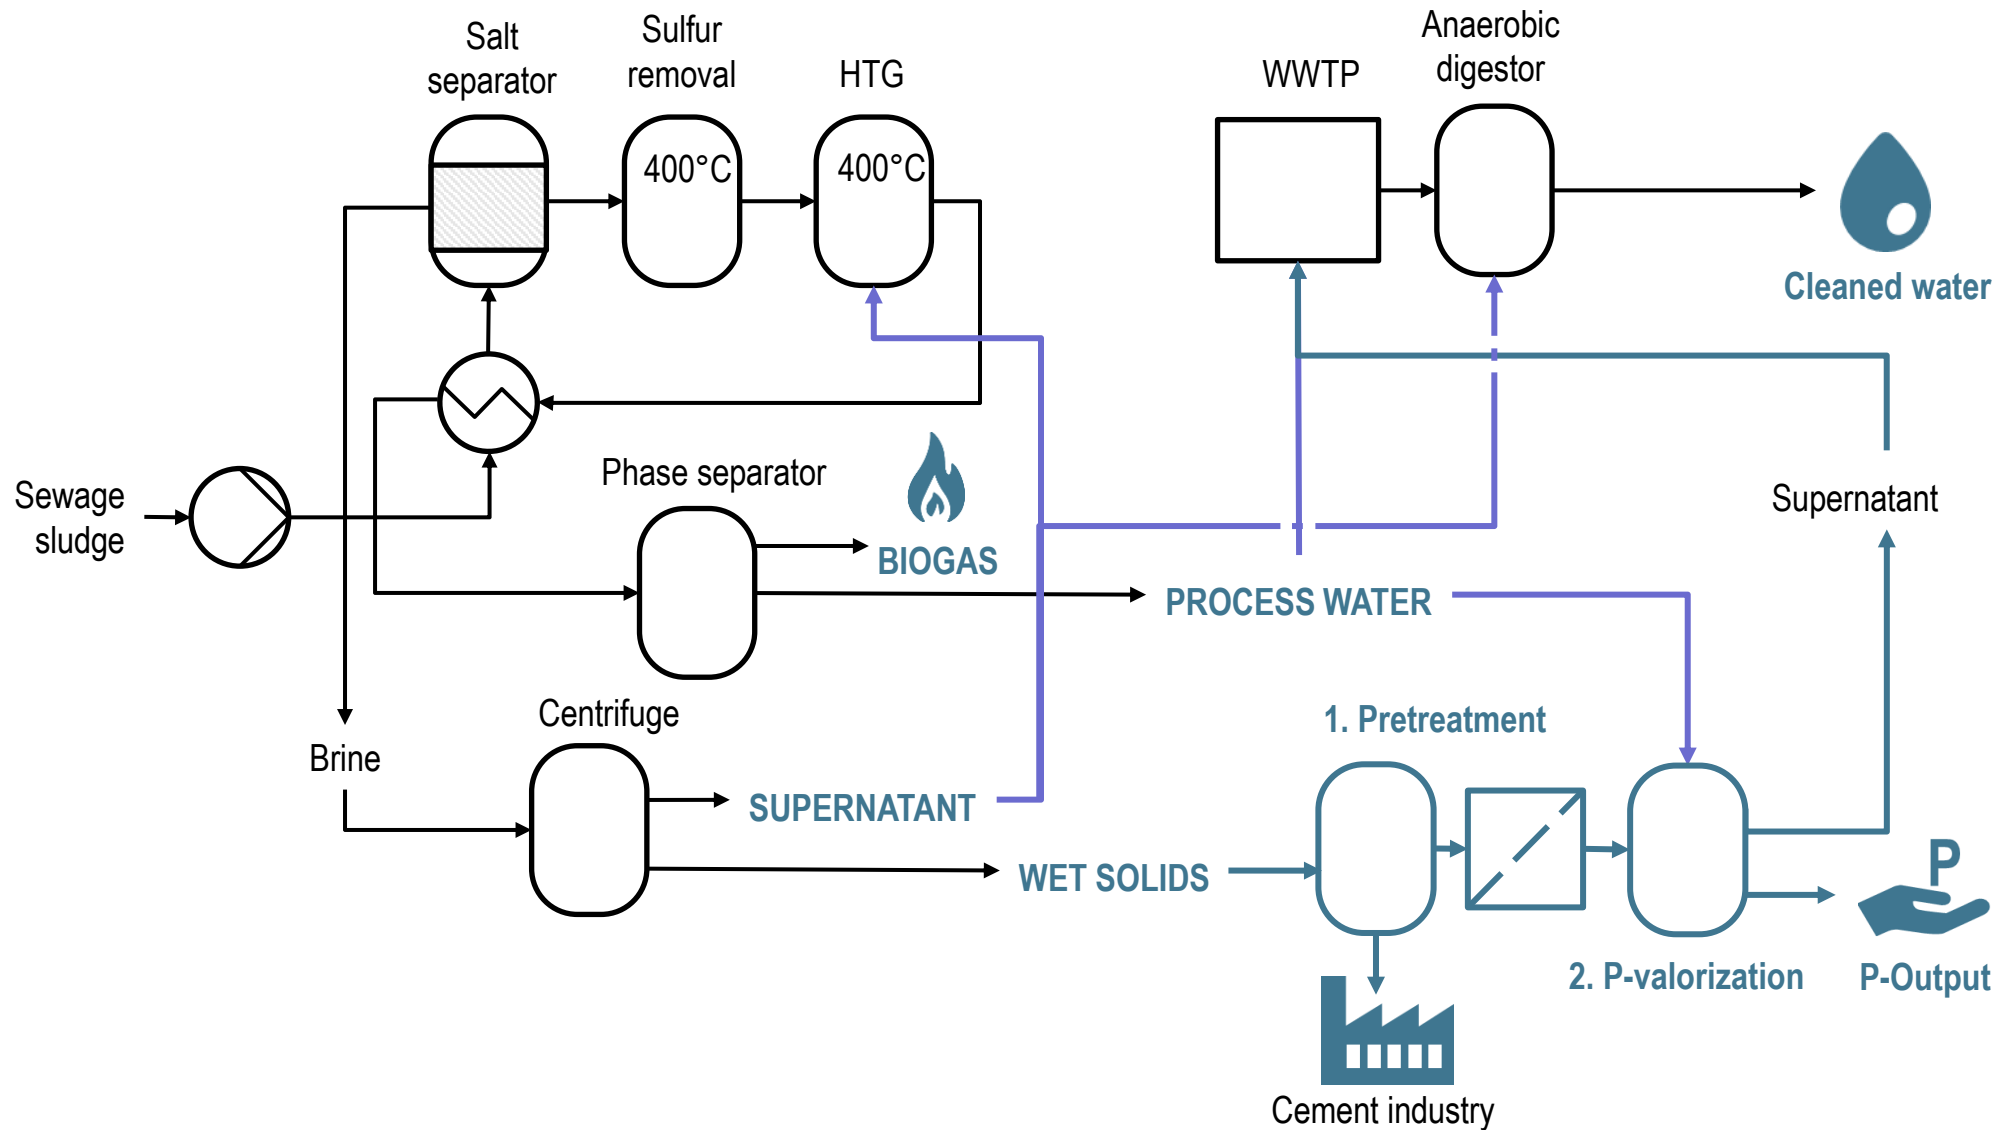 Salt
separator
Sulfur
removal
HTG
WWTP
Anaerobic
digestor
400°C
400°C
Cleaned water
Sewage
sludge
Phase separator
BIOGAS
Supernatant
PROCESS WATER
Brine
Centrifuge
SUPERNATANT
WET SOLIDS
1. Pretreatment
P
2. P-valorization
P-Output
Cement industry